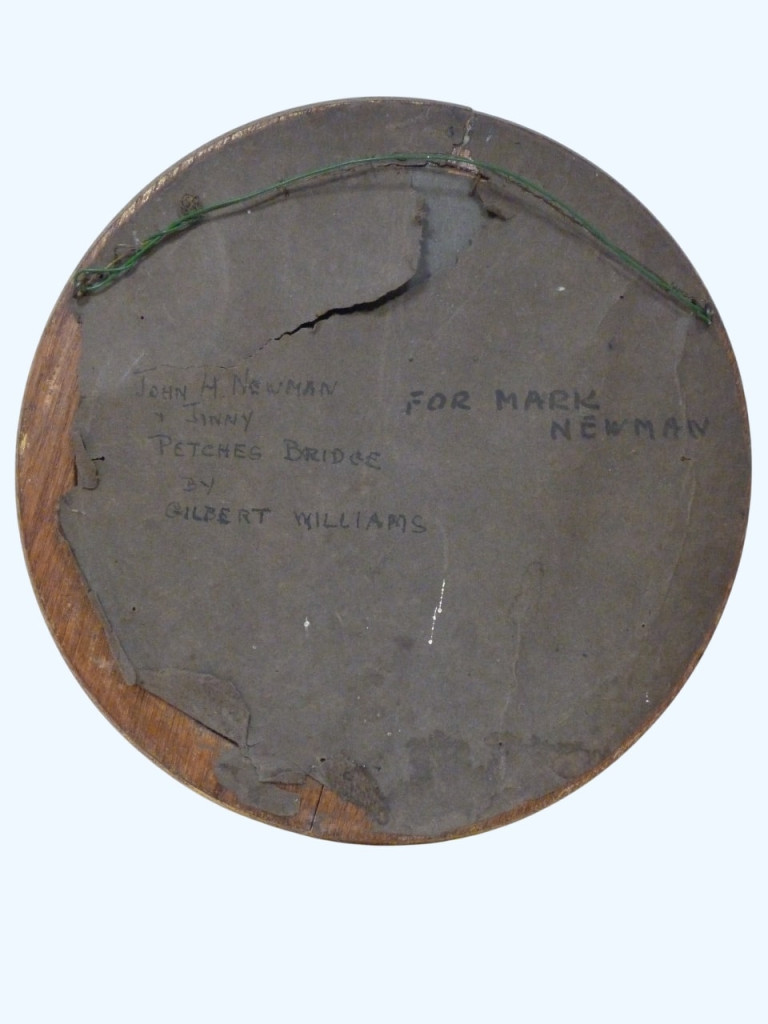 JOHN H. NEWMAN
+ JINNY
PETCHES BRIDGE
BY
GILBERT WILLIAMS
FOR MARK
NEWMAN